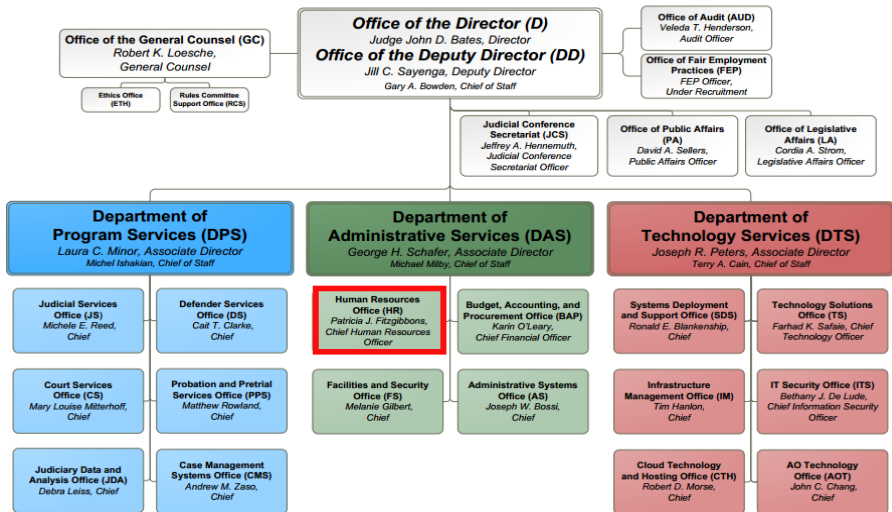 Office of the Director (D)
Judge John D. Bates, Director
Office of the Deputy Director (DD)
Jill C. Sayenga, Deputy Director
Gary A. Bowden, Chief of Staff
Office of the General Counsel (GC)
Robert K. Loesche,
General Counsel
Ethics Office
(ETH)
Rules Committee
Support Office (RCS)
Office of Audit (AUD)
Veleda T. Henderson,
Audit Officer
Office of Fair Employment
Practices (FEP)
FEP Officer,
Under Recruitment
Judicial Conference
Secretariat (JCS)
Jeffrey A. Hennemuth,
Judicial Conference
Secretariat Officer
Office of Public Affairs
(PA)
David A. Sellers,
Public Affairs Officer
Office of Legislative
Affairs (LA)
Cordia A. Strom,
Legislative Affairs Officer
Department of
Program Services (DPS)
Laura C. Minor, Associate Director
Michel Ishakian, Chief of Staff
Judicial Services
Office (JS)
Michele E. Reed,
Chief
Defender Services
Office (DS)
Cait T. Clarke,
Chief
Court Services
Office (CS)
Mary Louise Mitterhoff,
Chief
Probation and Pretrial
Services Office (PPS)
Matthew Rowland,
Chief
Judiciary Data and
Analysis Office (JDA)
Debra Leiss, Chief
Case Management
Systems Office (CMS)
Andrew M. Zaso,
Chief
Department of
Administrative Services (DAS)
George H. Schafer, Associate Director
Michael Milby, Chief of Staff
Human Resources
Office (HR)
Patricia J. Fitzgibbons,
Chief Human Resources
Officer
Budget, Accounting, and
Procurement Office (BAP)
Karin O'Leary,
Chief Financial Officer
Facilities and Security
Office (FS)
Melanie Gilbert,
Chief
Administrative Systems
Office (AS)
Joseph W. Bossi,
Chief
Department of
Technology Services (DTS)
Joseph R. Peters, Associate Director
Terry A. Cain, Chief of Staff
Systems Deployment
and Support Office (SDS)
Ronald E. Blankenship,
Chief
Technology Solutions
Office (TS)
Farhad K. Safaie, Chief
Technology Officer
Infrastructure
Management Office (IM)
Tim Hanlon,
Chief
IT Security Office (ITS)
Bethany J. De Lude,
Chief Information Security
Officer
Cloud Technology
and Hosting Office (CTH)
Robert D. Morse,
Chief
AO Technology
Office (AOT)
John C. Chang,
Chief